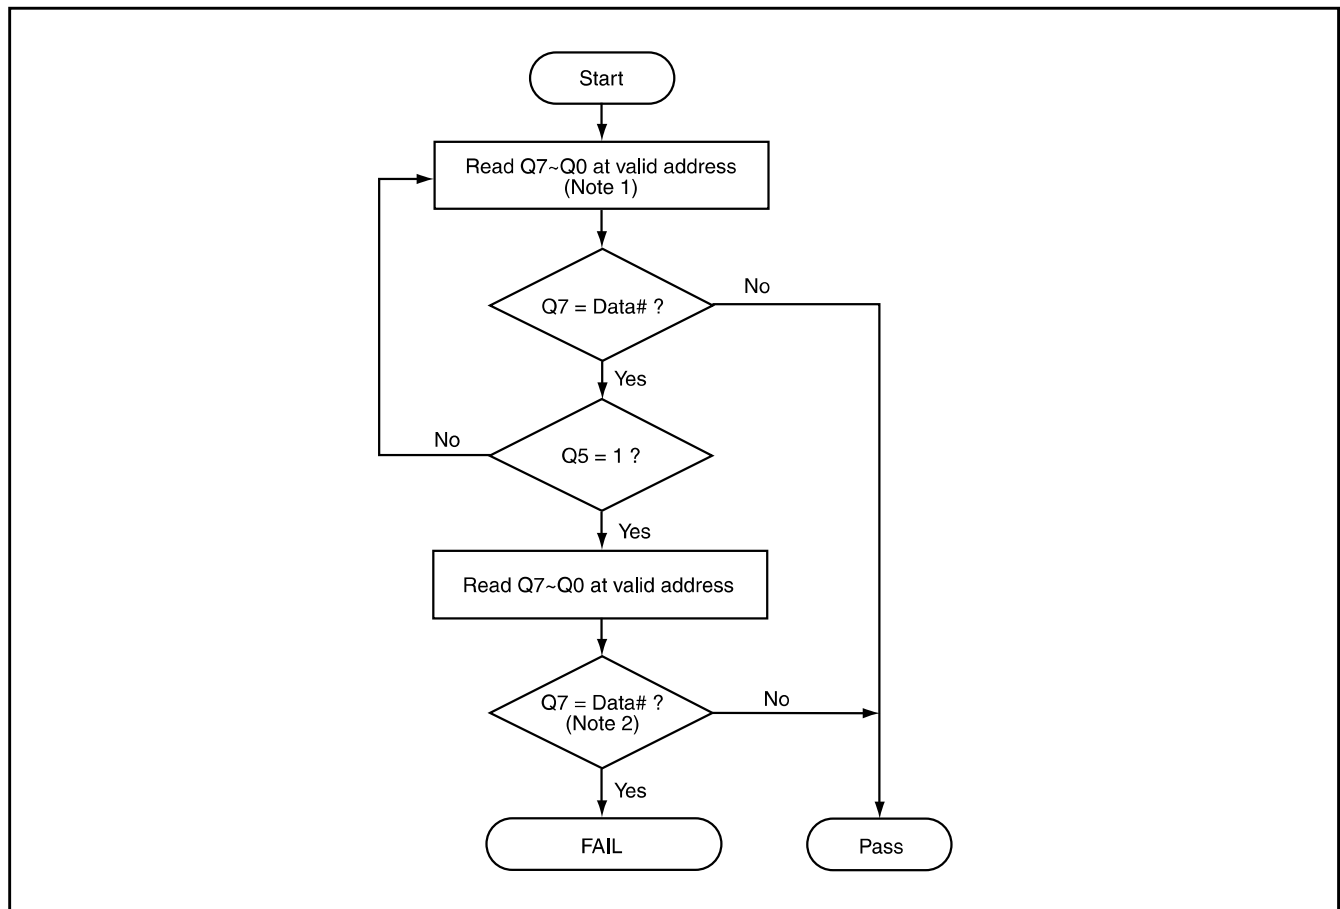 Start
Read Q7~Q0 at valid address
(Note 1)
Q7 = Data# ?
No
Yes
Q5 = 1 ?
No
Yes
Read Q7~Q0 at valid address
Q7 = Data# ?
(Note 2)
No
Yes
FAIL
Pass